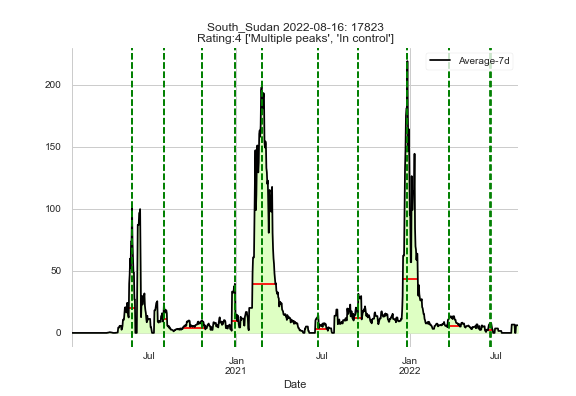 South_Sudan 2022-08-16: 17823
Rating:4 ['Multiple peaks', 'In control']
Average-7d
200
150
100
50
0
Jul
Jan
2021
Jul
Jan
2022
Jul
Date